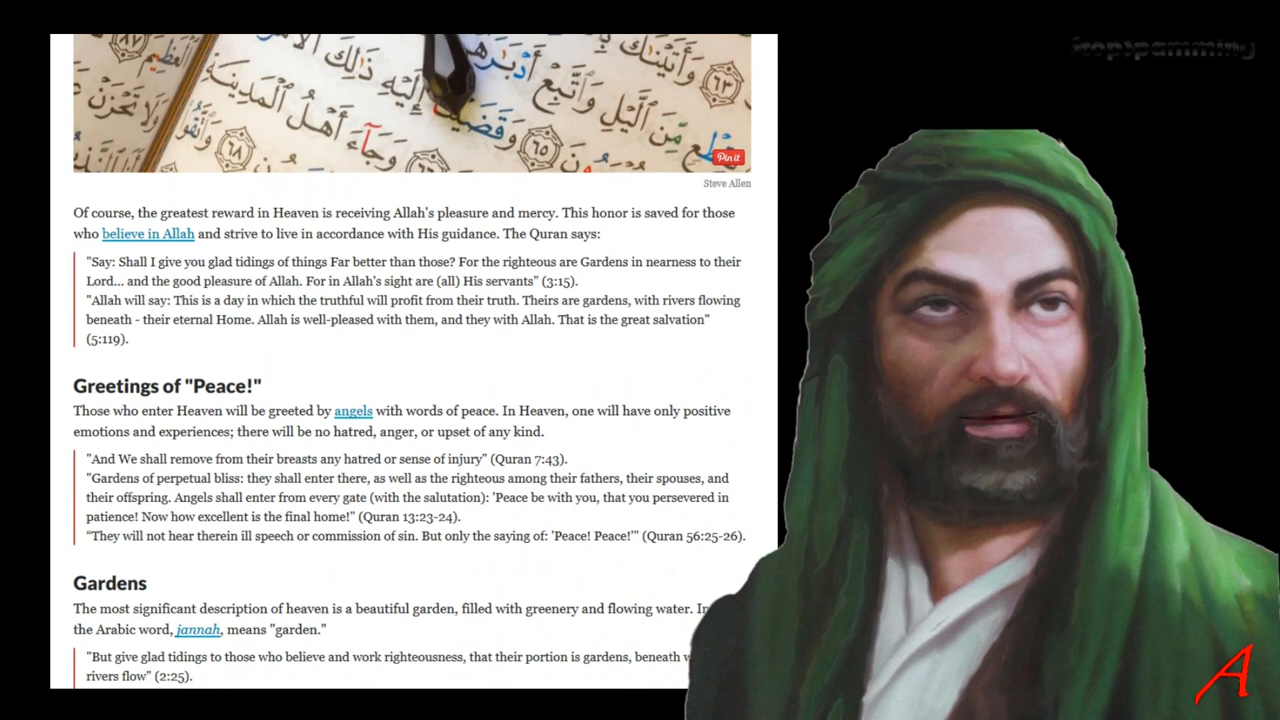 وَأَتَيْنَٰكَ
ذَٰلِكَ
مِّنَ ٱلَّيْلِ وَٱتَّبِعْ أَدْبَٰرَهُمْ
وَقَضَيْنَآ إِلَيْهِ
وَجَآءَ أَهْلُ ٱلْمَدِينَةِ
ٱلْعَظِيمَ
وَلَا تَحْزَنْ
Pin it
Steve Allen
Of course, the greatest reward in Heaven is receiving Allah's pleasure and mercy. This honor is saved for those
who believe in Allah and strive to live in accordance with His guidance. The Quran says:
"Say: Shall I give you glad tidings of things Far better than those? For the righteous are Gardens in nearness to their
Lord... and the good pleasure of Allah. For in Allah's sight are (all) His servants" (3:15).
"Allah will say: This is a day in which the truthful will profit from their truth. Theirs are gardens, with rivers flowing
beneath - their eternal Home. Allah is well-pleased with them, and they with Allah. That is the great salvation"
(5:119).
Greetings of "Peace!"
Those who enter Heaven will be greeted by angels with words of peace. In Heaven, one will have only positive
emotions and experiences; there will be no hatred, anger, or upset of any kind.
"And We shall remove from their breasts any hatred or sense of injury" (Quran 7:43).
"Gardens of perpetual bliss: they shall enter there, as well as the righteous among their fathers, their spouses, and
their offspring. Angels shall enter from every gate (with the salutation): 'Peace be with you, that you persevered in
patience! Now how excellent is the final home!" (Quran 13:23-24).
“They will not hear therein ill speech or commission of sin. But only the saying of: 'Peace! Peace!'” (Quran 56:25-26).
Gardens
The most significant description of heaven is a beautiful garden, filled with greenery and flowing water. In
the Arabic word, jannah, means "garden."
"But give glad tidings to those who believe and work righteousness, that their portion is gardens, beneath
rivers flow" (2:25).
A